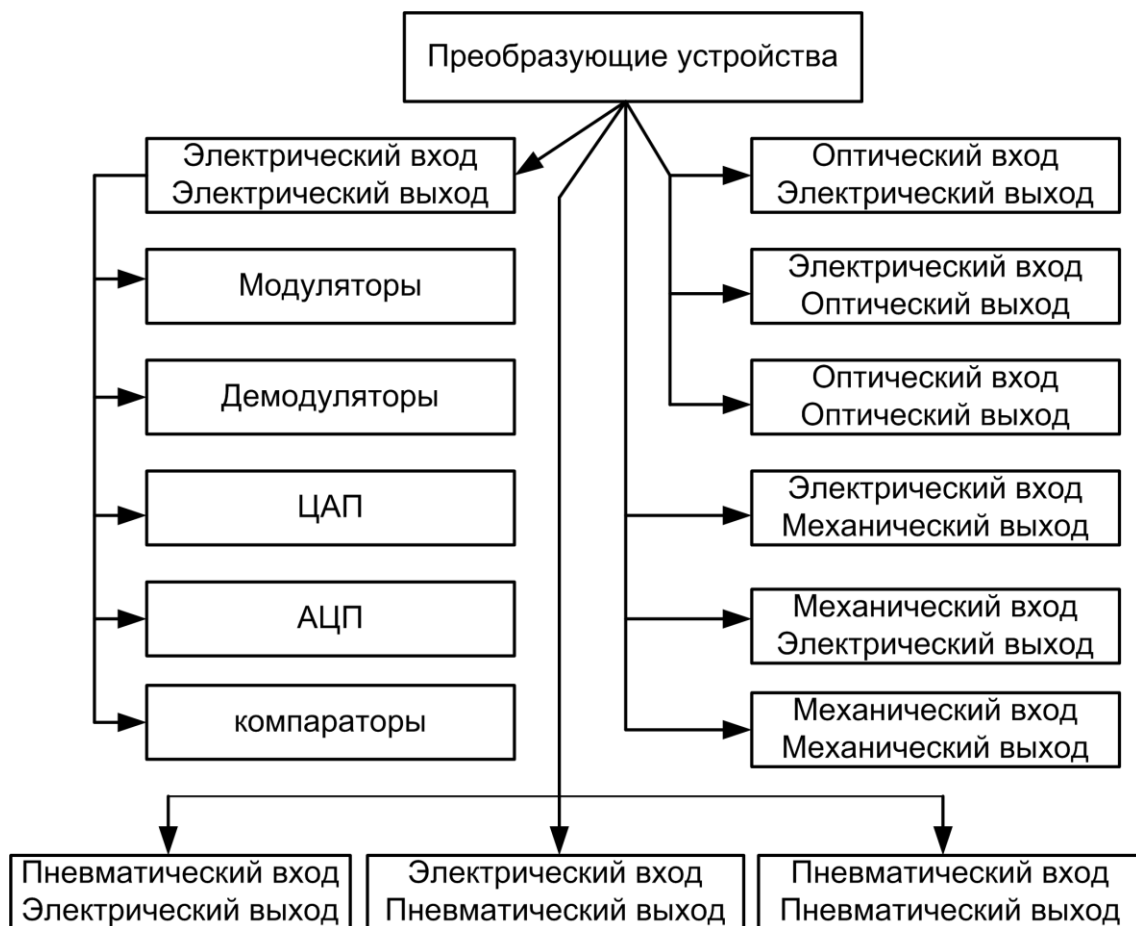 Преобразующие устройства
Электрический вход
Электрический выход
Модуляторы
Демодуляторы
ЦАП
АЦП
компараторы
Оптический вход
Электрический выход
Электрический вход
Оптический выход
Оптический вход
Оптический выход
Электрический вход
Механический выход
Механический вход
Электрический выход
Механический вход
Механический выход
Пневматический вход
Электрический выход
Электрический вход
Пневматический выход
Пневматический вход
Пневматический выход